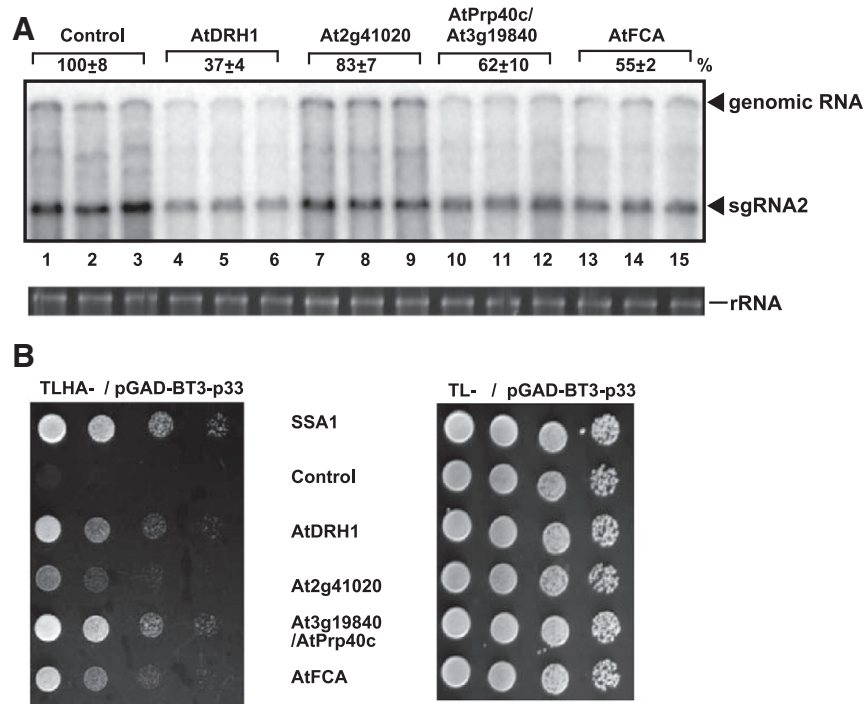 A
Control AtDRH1 At2g41020 AtPrp40c/ At3g19840 AtFCA
100±8 37±4 83±7 62±10 55±2 %
genomic RNA
sgRNA2
1 2 3 4 5 6 7 8 9 10 11 12 13 14 15
rRNA
B
TLHA- / pGAD-BT3-p33 TL- / pGAD-BT3-p33
SSA1
Control
AtDRH1
At2g41020
At3g19840
/AtPrp40c
AtFCA